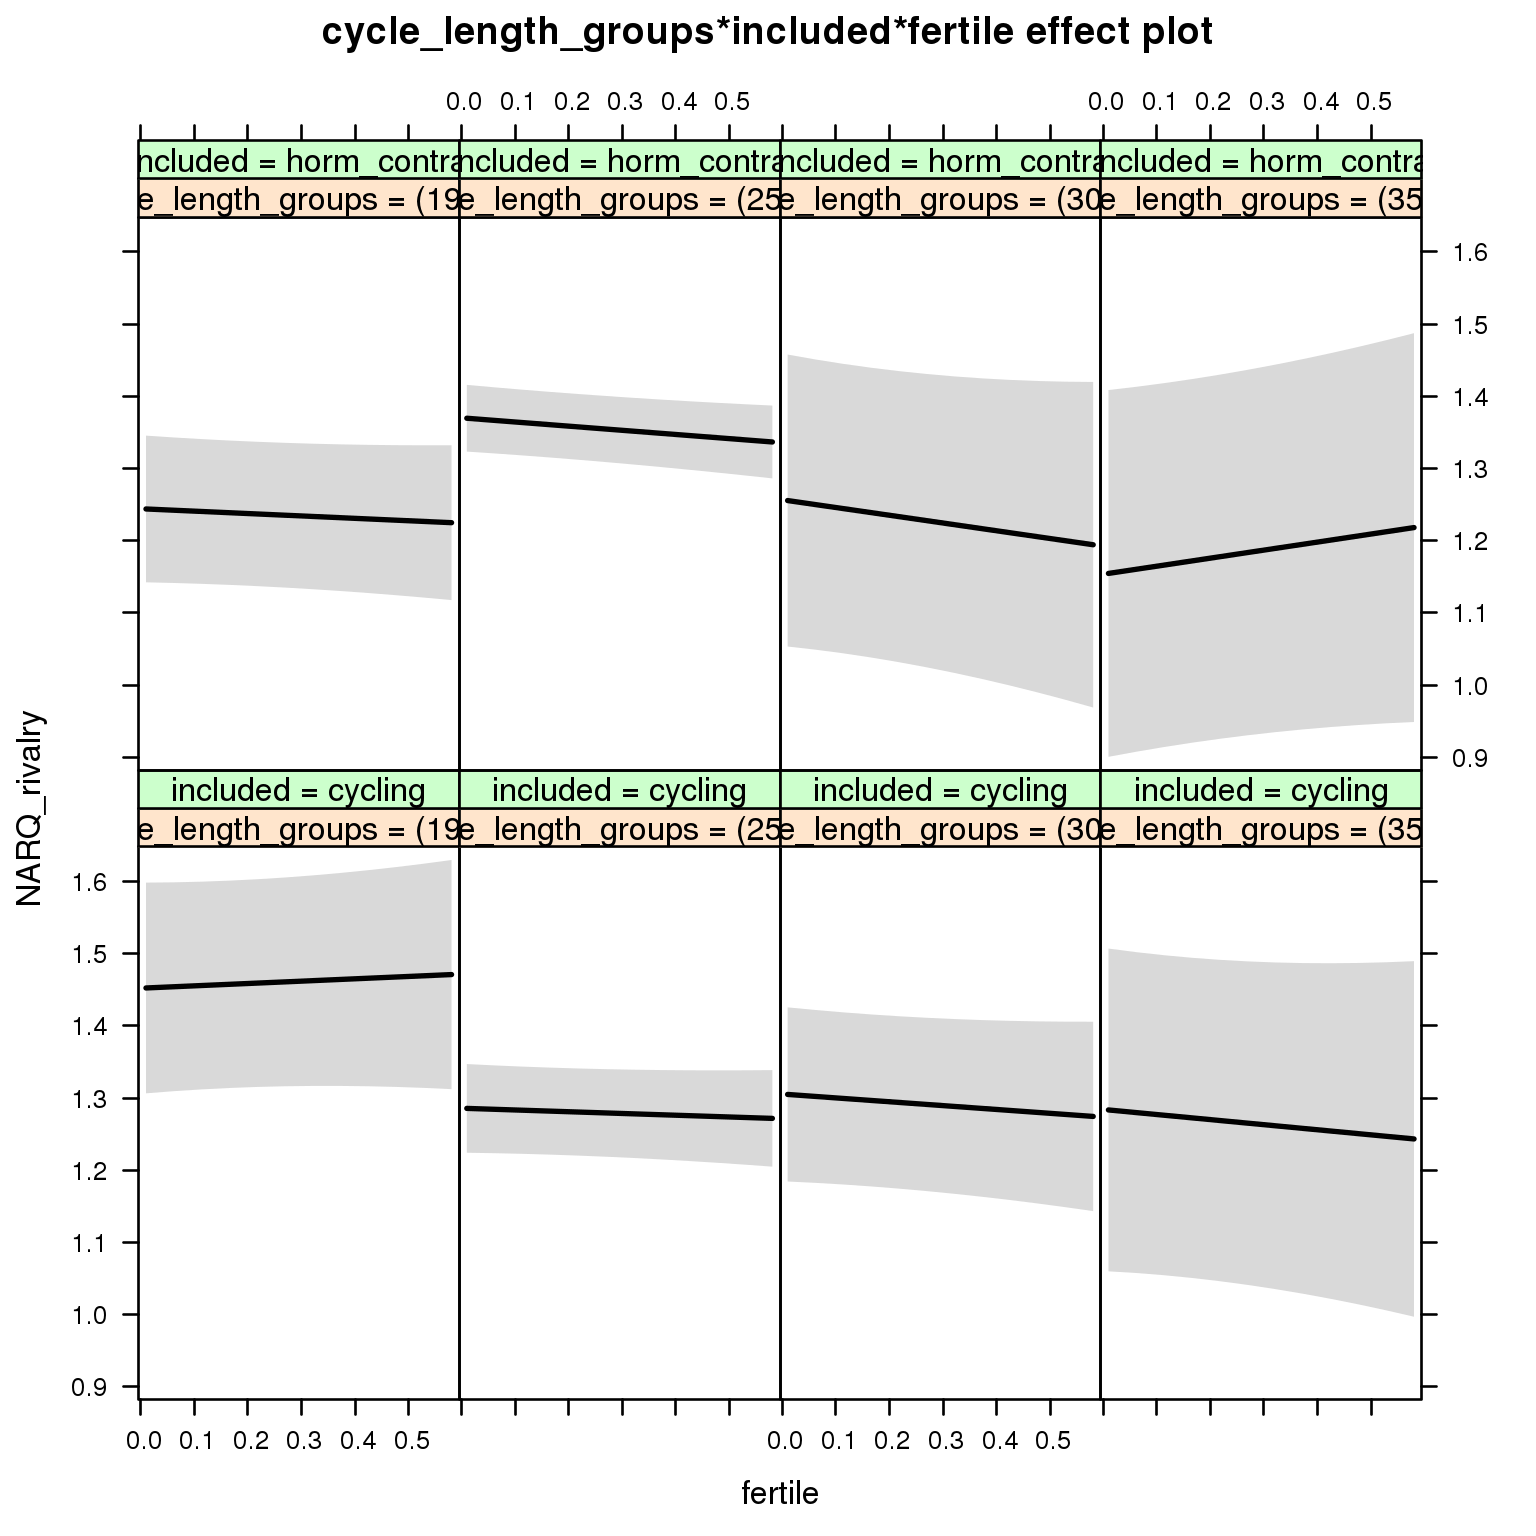 cycle_length_groups*included*fertile effect plot
0.0 0.1 0.2 0.3 0.4 0.5 0.0 0.1 0.2 0.3 0.4 0.5
ncluded = horm_contra ncluded = horm_contra ncluded = horm_contra ncluded = horm_contra
e_length_groups = (19 e_length_groups = (25 e_length_groups = (30 e_length_groups = (35
1.6
1.5
1.4
1.3
1.2
1.1
1.0
0.9
NARQ_rivalry
included = cycling included = cycling included = cycling included = cycling
e_length_groups = (19 e_length_groups = (25 e_length_groups = (30 e_length_groups = (35
1.6
1.5
1.4
1.3
1.2
1.1
1.0
0.9
0.0 0.1 0.2 0.3 0.4 0.5 0.0 0.1 0.2 0.3 0.4 0.5
fertile